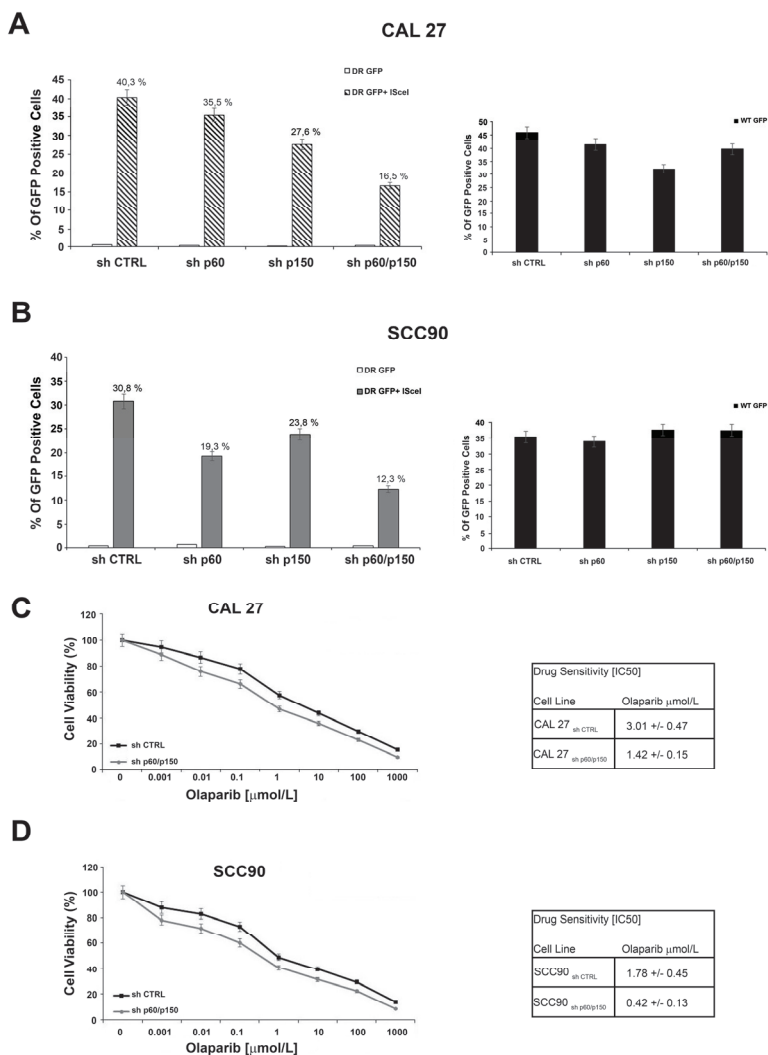 A
CAL 27
% Of GFP Positive Cells
45
40
35
30
25
20
15
10
5
0
40,3 %
35,5 %
27,6 %
16,5 %
DR GFP
DR GFP+ ISceI
sh CTRL sh p60 sh p150 sh p60/p150
% Of GFP Positive Cells
50
45
40
35
30
25
20
15
10
5
0
WT GFP
sh CTRL sh p60 sh p150 sh p60/p150
B
SCC90
% Of GFP Positive Cells
40
35
30
25
20
15
10
5
0
30,8 %
19,3 %
23,8 %
12,3 %
DR GFP
DR GFP+ ISceI
sh CTRL sh p60 sh p150 sh p60/p150
% Of GFP Positive Cells
40
35
30
25
20
15
10
5
0
WT GFP
sh CTRL sh p60 sh p150 sh p60/p150
C
CAL 27
Cell Viability (%)
120
100
80
60
40
20
0
sh CTRL
sh p60/p150
0 0.001 0.01 0.1 1 10 100 1000
Olaparib [μmol/L]
Drug Sensitivity [IC50]
Cell Line Olaparib μmol/L
CAL 27 sh CTRL 3.01 +/- 0.47
CAL 27 sh p60/p150 1.42 +/- 0.15
D
SCC90
Cell Viability (%)
120
100
80
60
40
20
0
sh CTRL
sh p60/p150
0 0.001 0.01 0.1 1 10 100 1000
Olaparib [μmol/L]
Drug Sensitivity [IC50]
Cell Line Olaparib μmol/L
SCC90 sh CTRL 1.78 +/- 0.45
SCC90 sh p60/p150 0.42 +/- 0.13